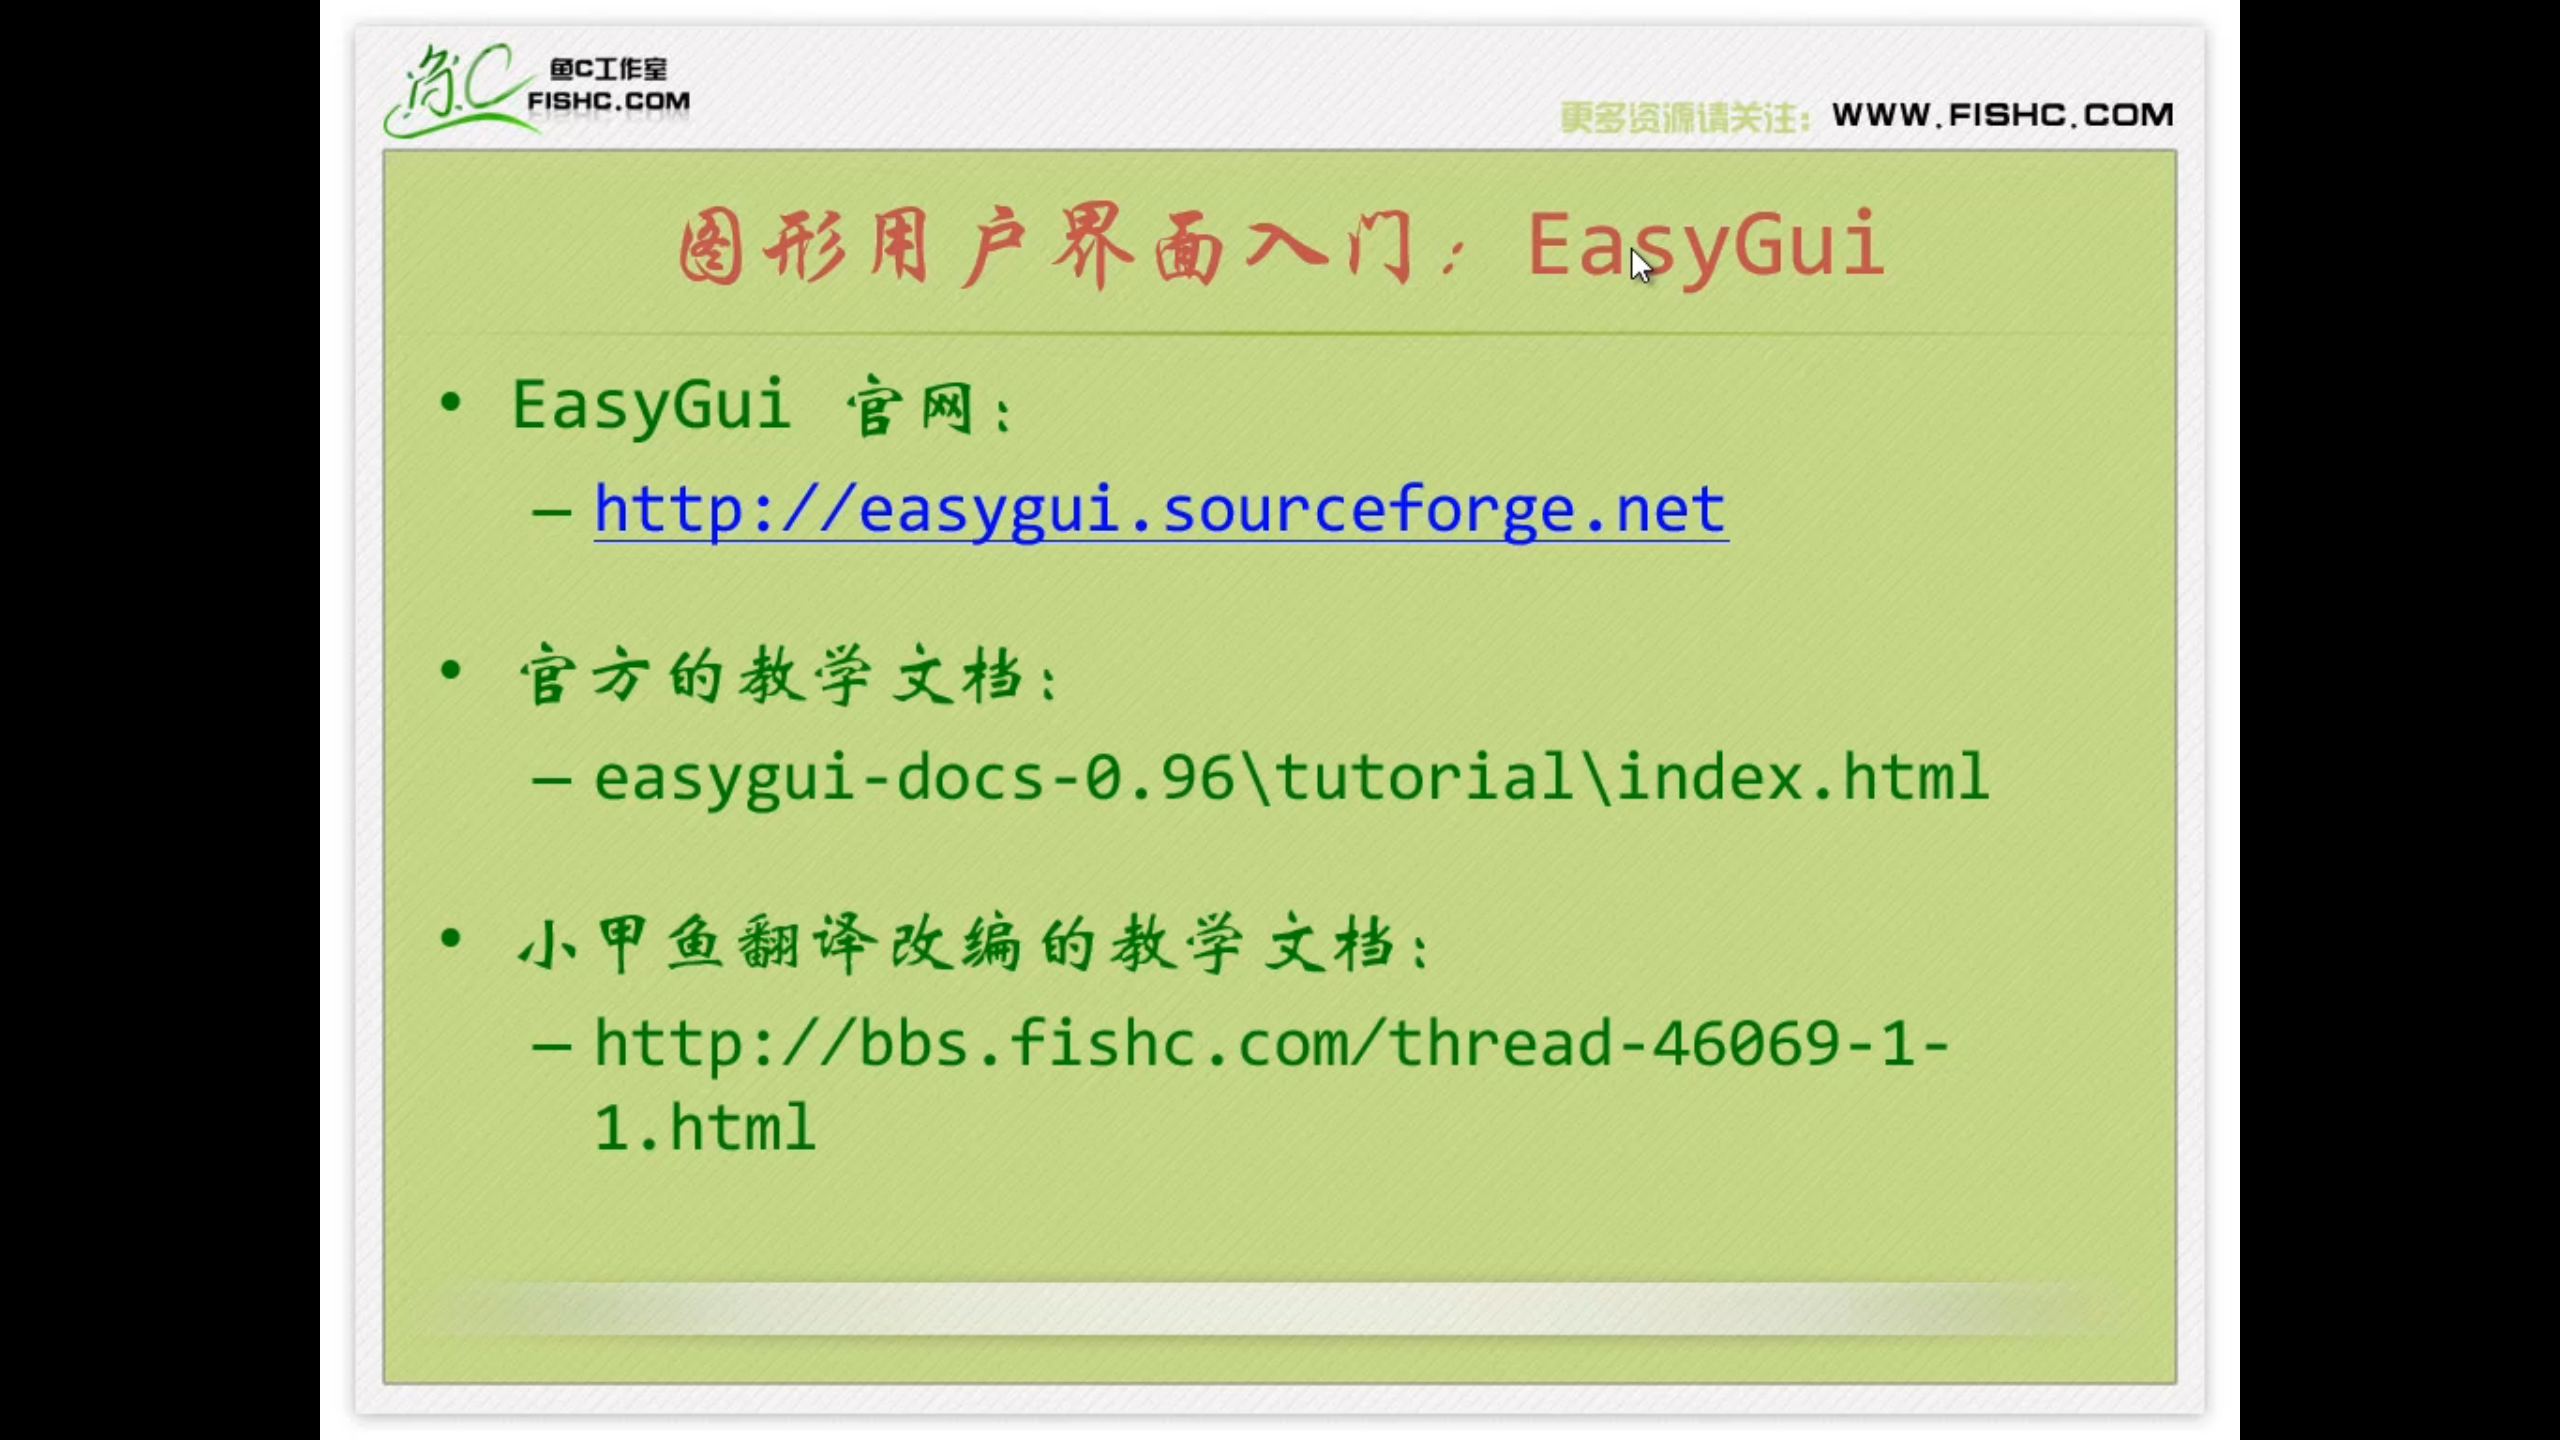 鱼C工作室
FISHC.COM
更多资源请关注: WWW.FISHC.COM
图形用户界面入门：EasyGui
• EasyGui 官网：
– http://easygui.sourceforge.net
• 官方的教学文档：
– easygui-docs-0.96\tutorial\index.html
• 小甲鱼翻译改编的教学文档：
– http://bbs.fishc.com/thread-46069-1-
1.html